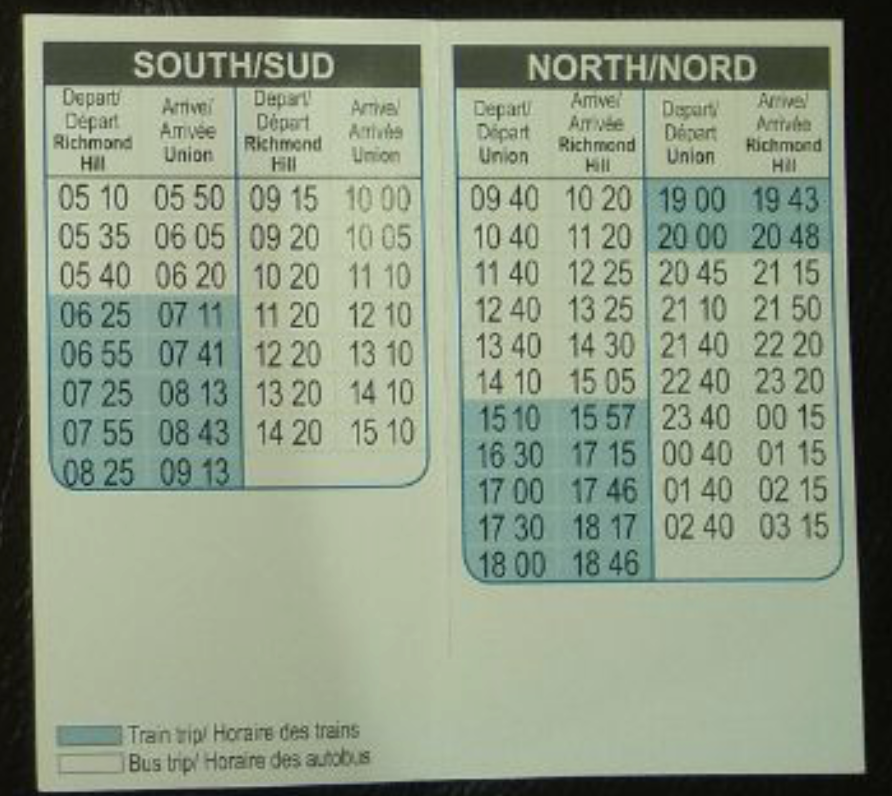 SOUTH/SUD
Depart/ Départ Richmond Hill Arrive/ Arrivée Union Depart/ Départ Richmond Hill Arrive/ Arrivée Union
05 10 05 50 09 15 10 00
05 35 06 05 09 20 10 05
05 40 06 20 10 20 11 10
06 25 07 11 11 20 12 10
06 55 07 41 12 20 13 10
07 25 08 13 13 20 14 10
07 55 08 43 14 20 15 10
08 25 09 13
NORTH/NORD
Depart/ Départ Union Arrive/ Arrivée Richmond Hill Depart/ Départ Union Arrive/ Arrivée Richmond Hill
09 40 10 20 19 00 19 43
10 40 11 20 20 00 20 48
11 40 12 25 20 45 21 15
12 40 13 25 21 10 21 50
13 40 14 30 21 40 22 20
14 10 15 05 22 40 23 20
15 10 15 57 23 40 00 15
16 30 17 15 00 40 01 15
17 00 17 46 01 40 02 15
17 30 18 17 02 40 03 15
18 00 18 46
Train trip/ Horaire des trains
Bus trip/ Horaire des autobus